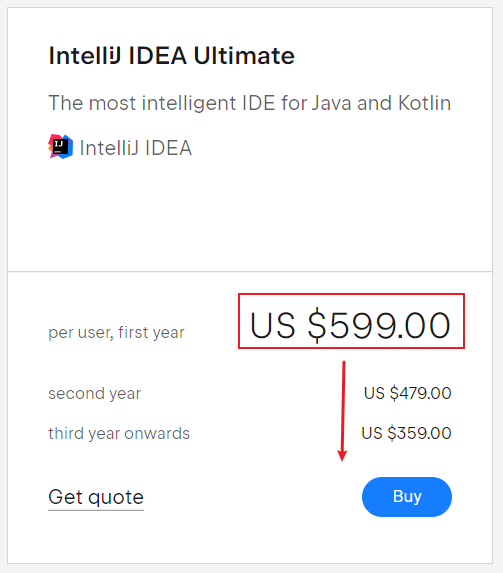 IntelliJ IDEA Ultimate
The most intelligent IDE for Java and Kotlin
IJ IntelliJ IDEA
per user, first year US $599.00
second year US $479.00
third year onwards US $359.00
Get quote Buy